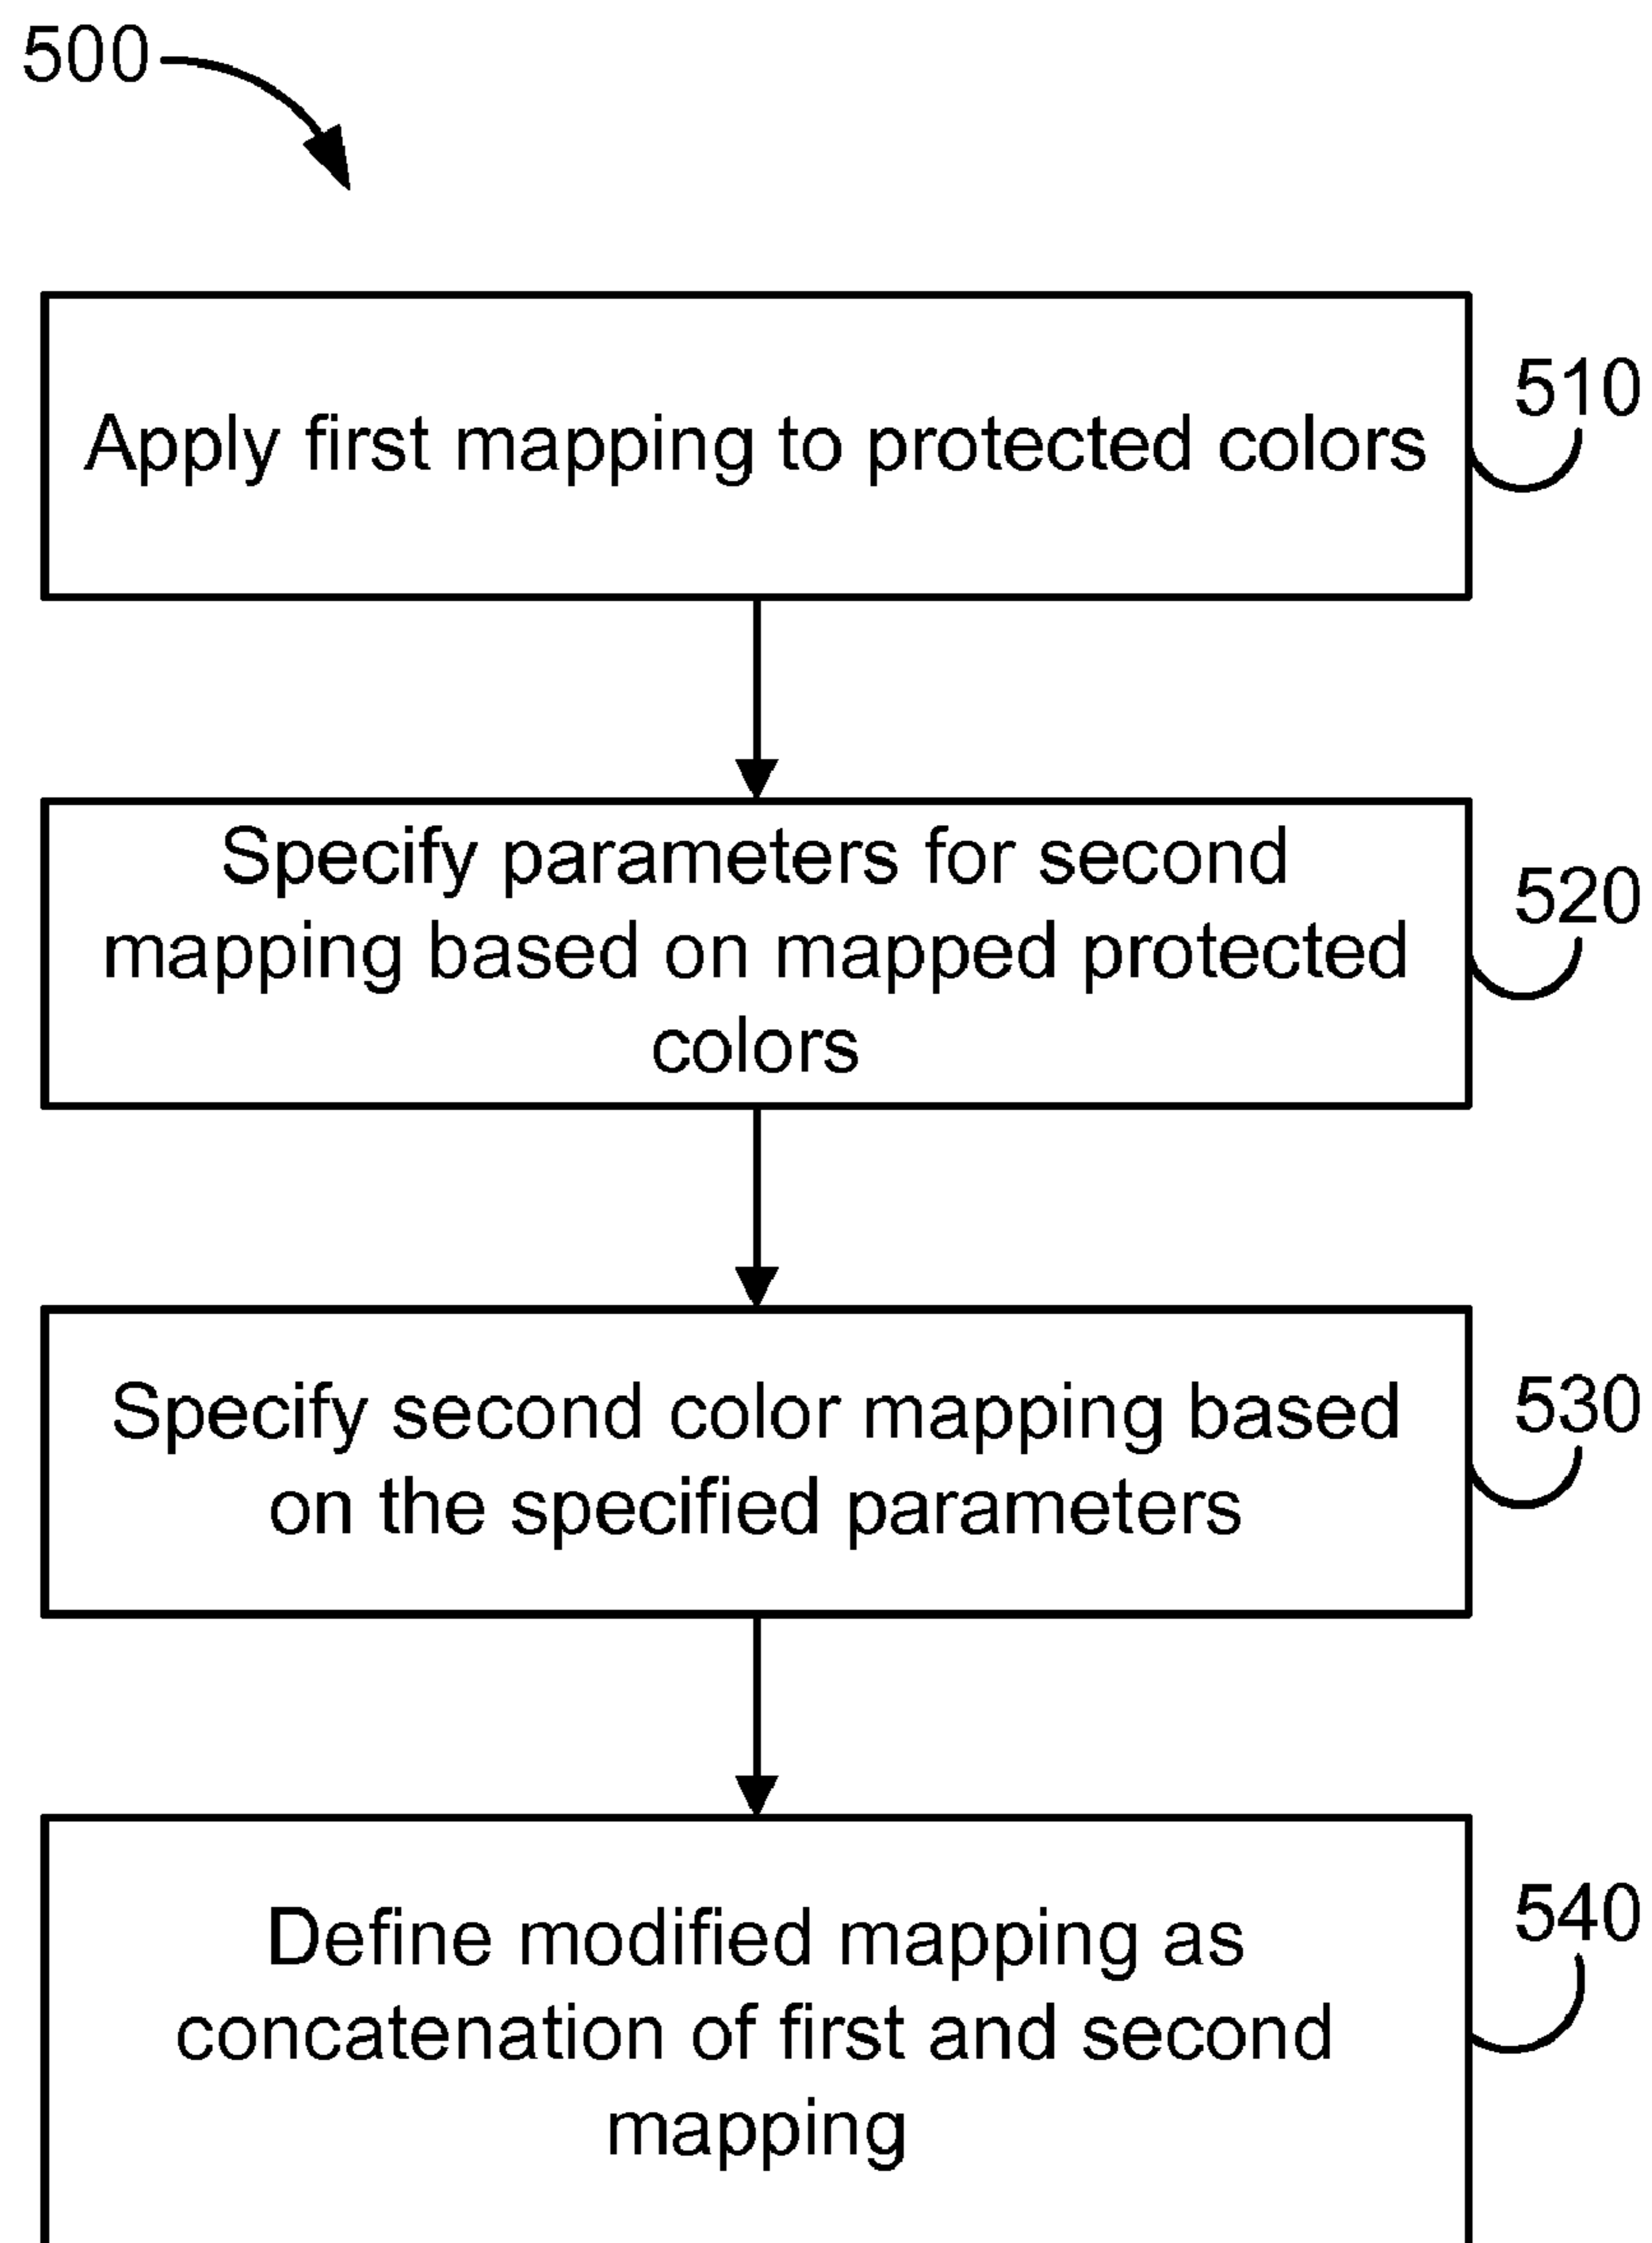 500
Apply first mapping to protected colors
510
Specify parameters for second
mapping based on mapped protected
colors
520
Specify second color mapping based
on the specified parameters
530
Define modified mapping as
concatenation of first and second
mapping
540